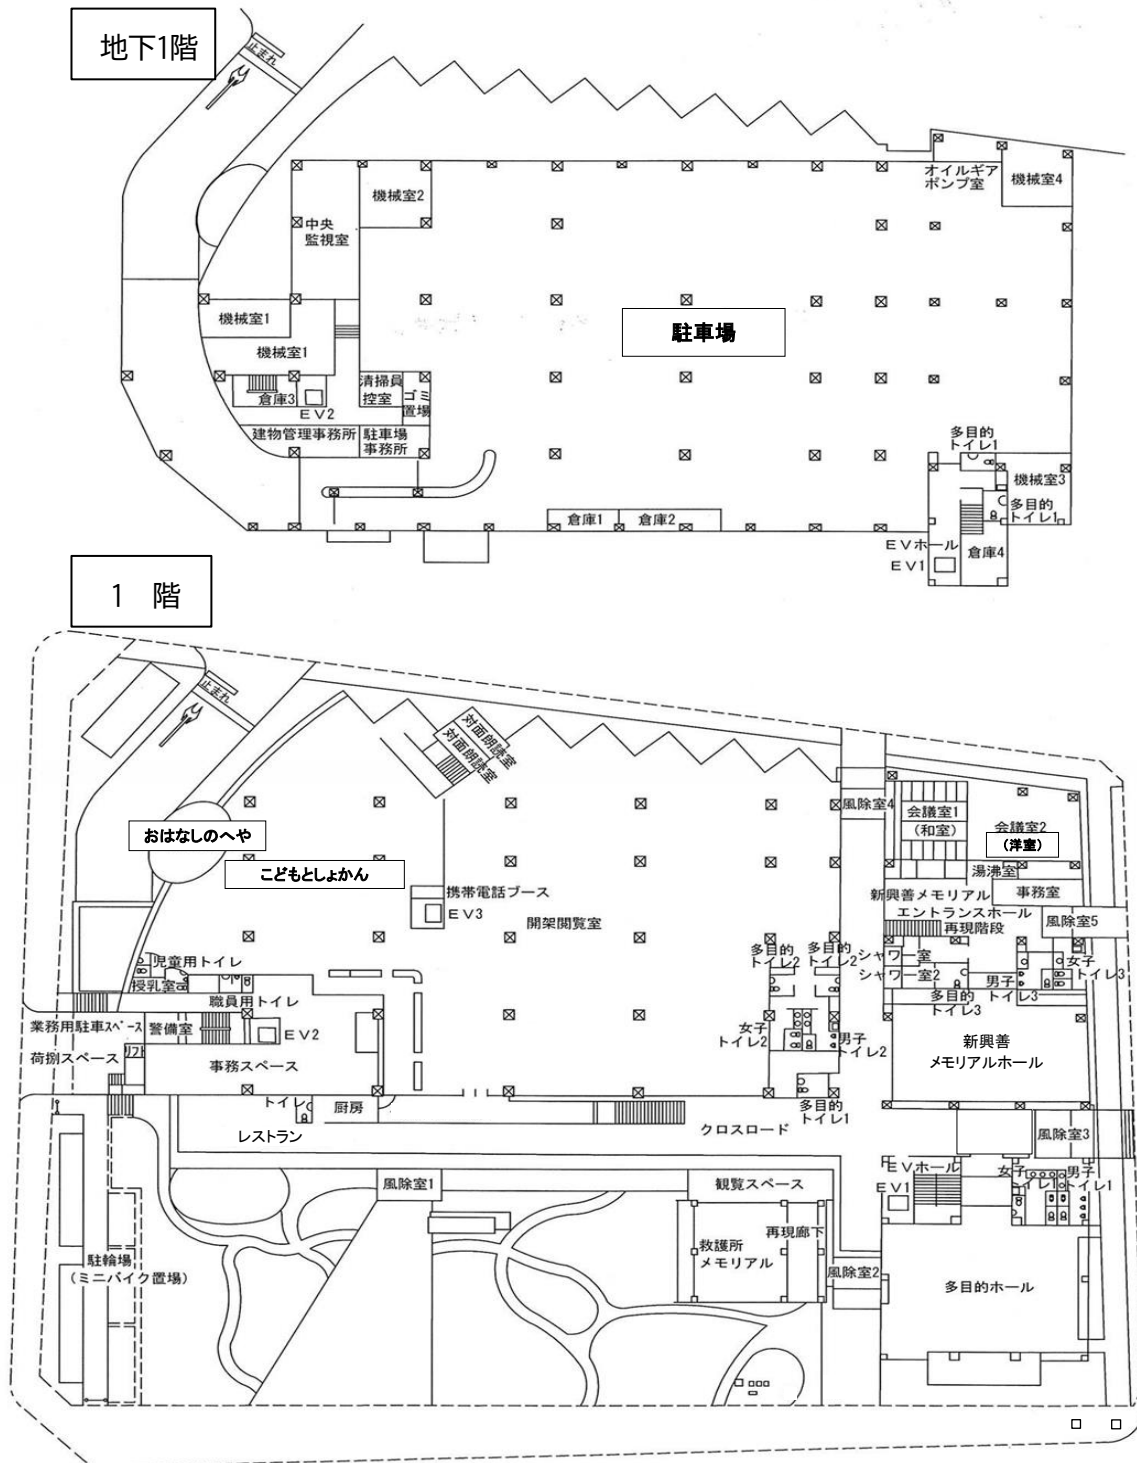 地下1階
止まれ
オイルギア
ポンプ室
機械室4
機械室2
中央
監視室
機械室1
駐車場
機械室1
清掃員
控室
ゴミ
置場
倉庫3
EV2
建物管理事務所
駐車場
事務所
多目的
トイレ1
機械室3
多目的
トイレ1
倉庫1
倉庫2
EVホール
EV1
倉庫4
1 階
止まれ
対面朗読室
対面朗読室
風除室4
会議室1
(和室)
会議室2
(洋室)
おはなしのへや
こどもとしょかん
湯沸室
携帯電話ブース
EV3
開架閲覧室
新興善メモリアル
エントランスホール
事務室
再現階段
風除室5
児童用トイレ
授乳室
多目的
トイレ2
多目的
トイレ2
シャワー室
シャワー室2
女子
トイレ3
男子
トイレ3
多目的
トイレ3
職員用トイレ
業務用駐車スペース
警備室
EV2
女子
トイレ2
男子
トイレ2
新興善
メモリアルホール
荷捌スペース
リフト
事務スペース
トイレ
厨房
多目的
トイレ1
レストラン
クロスロード
風除室3
EVホール
EV1
女子
トイレ1
男子
トイレ1
風除室1
観覧スペース
再現廊下
救護所
メモリアル
風除室2
多目的ホール
駐輪場
(ミニバイク置場)